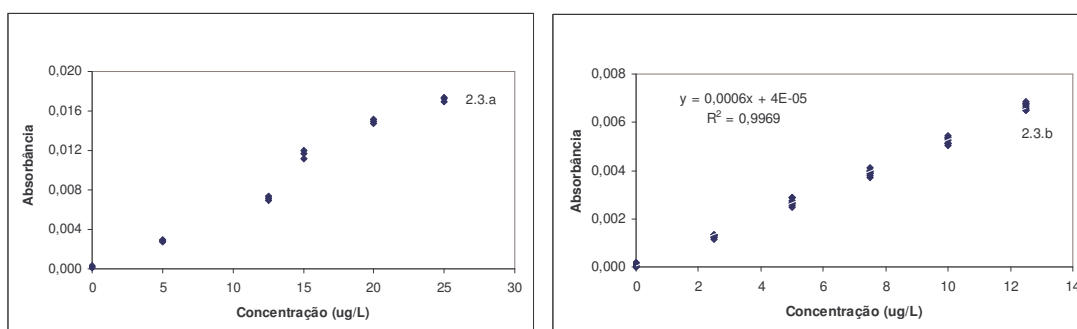 0,020
0,016
0,012
0,008
0,004
0,000
0 5 10 15 20 25 30
Absorbância
Concentração (ug/L)
2.3.a
0,008
0,006
0,004
0,002
0,000
0 2 4 6 8 10 12 14
Absorbância
Concentração (ug/L)
y = 0,0006x + 4E-05
R² = 0,9969
2.3.b